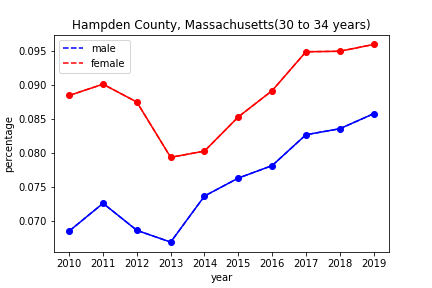 Hampden County, Massachusetts(30 to 34 years)
male
female
percentage
0.095
0.090
0.085
0.080
0.075
0.070
2010 2011 2012 2013 2014 2015 2016 2017 2018 2019
year